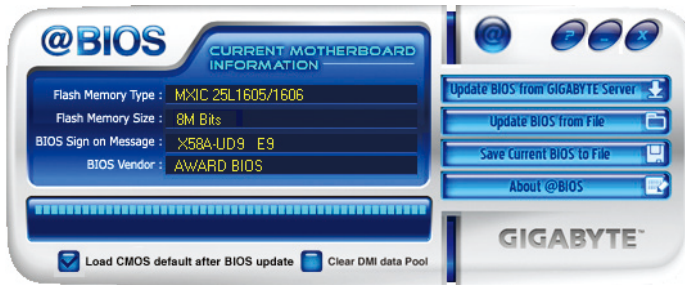 @BIOS
CURRENT MOTHERBOARD
INFORMATION
Flash Memory Type : MXIC 25L1605/1606
Flash Memory Size : 8M Bits
BIOS Sign on Message : X58A-UD9 E9
BIOS Vendor : AWARD BIOS
Load CMOS default after BIOS update
Clear DMI data Pool
@
?
_
X
Update BIOS from GIGABYTE Server
Update BIOS from File
Save Current BIOS to File
About @BIOS
GIGABYTE™